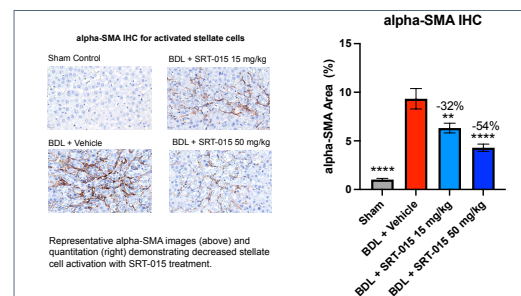 alpha-SMA IHC for activated stellate cells
Sham Control
BDL + SRT-015 15 mg/kg
BDL + Vehicle
BDL + SRT-015 50 mg/kg
Representative alpha-SMA images (above) and
quantitation (right) demonstrating decreased stellate
cell activation with SRT-015 treatment.
alpha-SMA IHC
alpha-SMA Area (%)
15
10
5
0
****
-32%
**
-54%
****
Sham
BDL + Vehicle
BDL + SRT-015 15 mg/kg
BDL + SRT-015 50 mg/kg